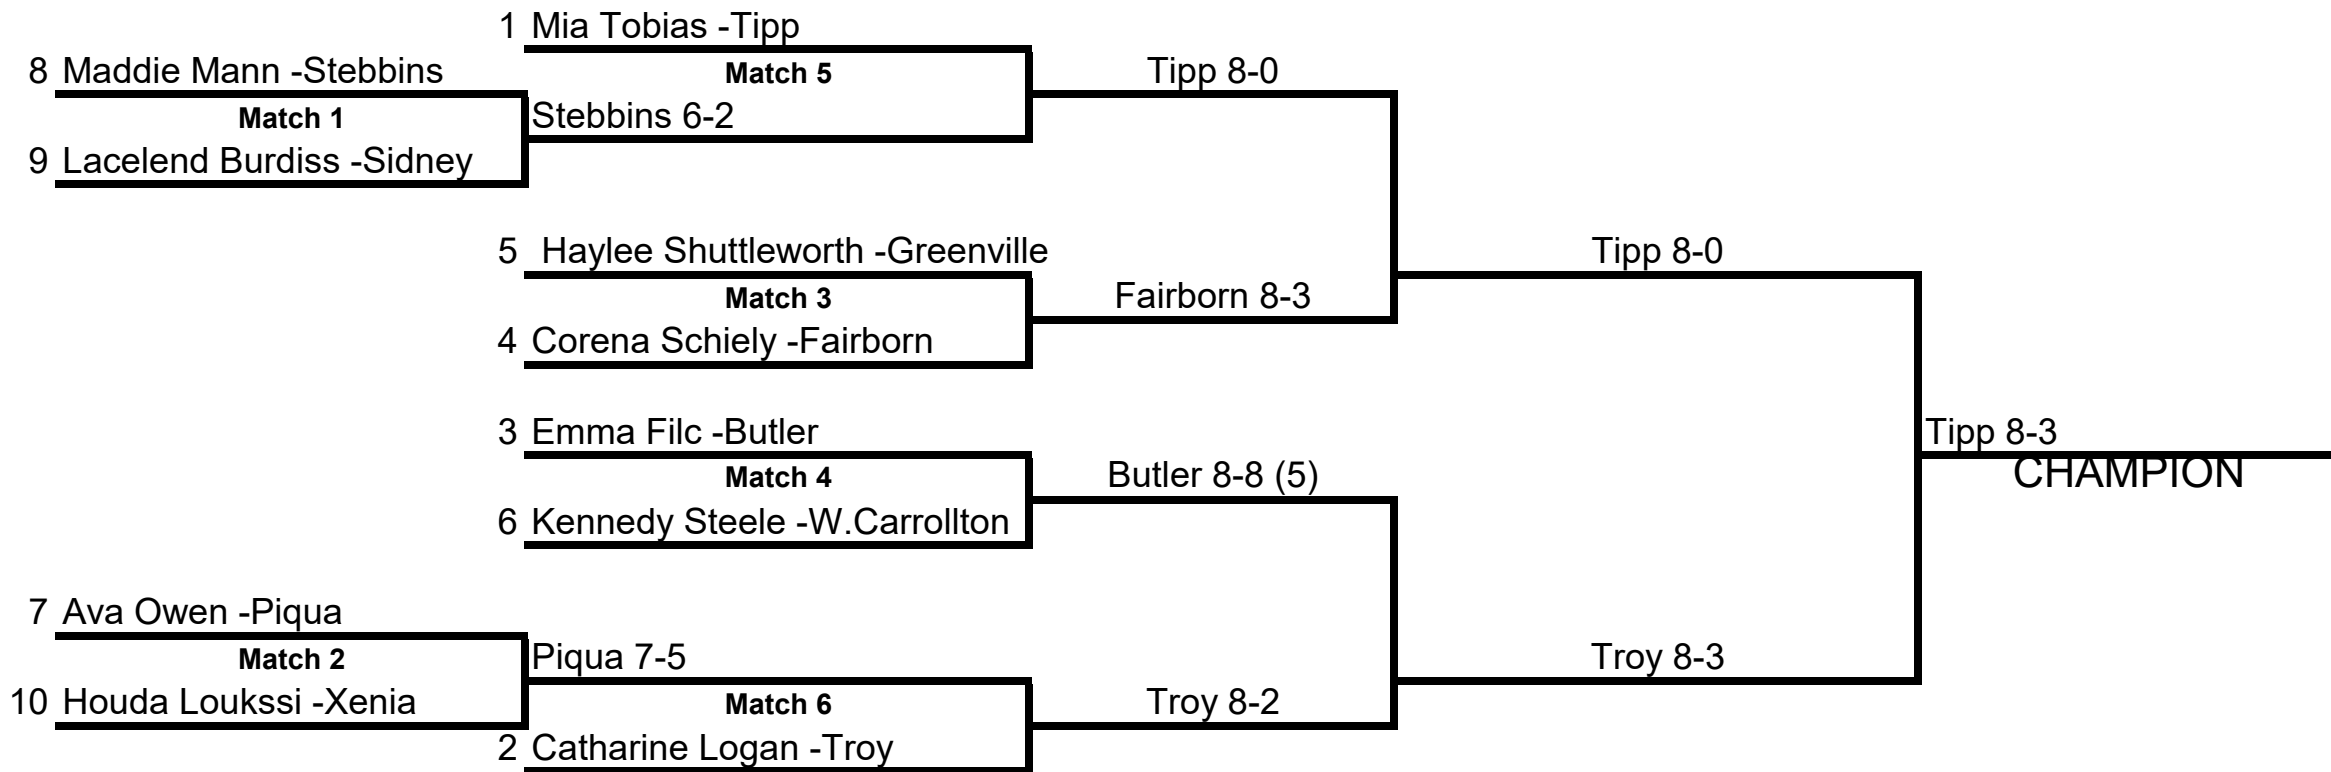 1 Mia Tobias -Tipp
8 Maddie Mann -Stebbins
Match 5
Tipp 8-0
Match 1
Stebbins 6-2
9 Lacelend Burdiss -Sidney
5 Haylee Shuttleworth -Greenville
Tipp 8-0
Match 3
Fairborn 8-3
4 Corena Schiely -Fairborn
3 Emma Filc -Butler
Tipp 8-3
Match 4
Butler 8-8 (5)
CHAMPION
6 Kennedy Steele -W.Carrollton
7 Ava Owen -Piqua
Match 2
Piqua 7-5
Troy 8-3
10 Houda Loukssi -Xenia
Match 6
Troy 8-2
2 Catharine Logan -Troy